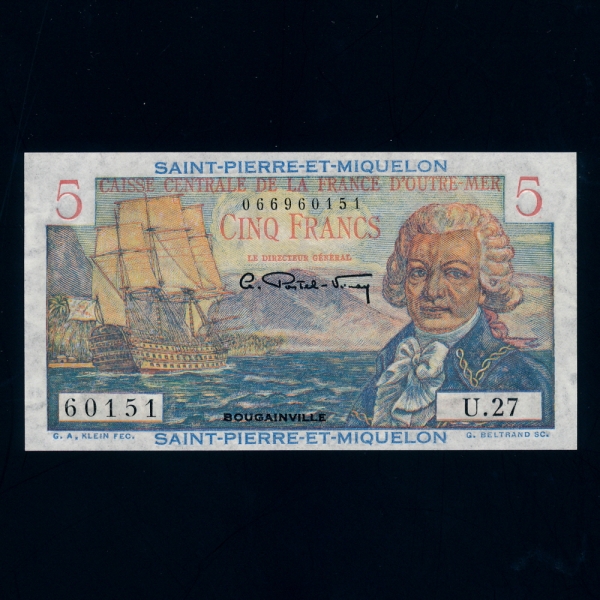 SAINT-PIERRE-ET-MIQUELON
5 CAISSE CENTRALE DE LA FRANCE D'OUTRE-MER 5
066960151
CINQ FRANCS
LE DIRECTEUR GÉNÉRAL
60151
BOUGAINVILLE
U.27
G. A. KLEIN FEC.
SAINT-PIERRE-ET-MIQUELON
G. BELTRAND SC.